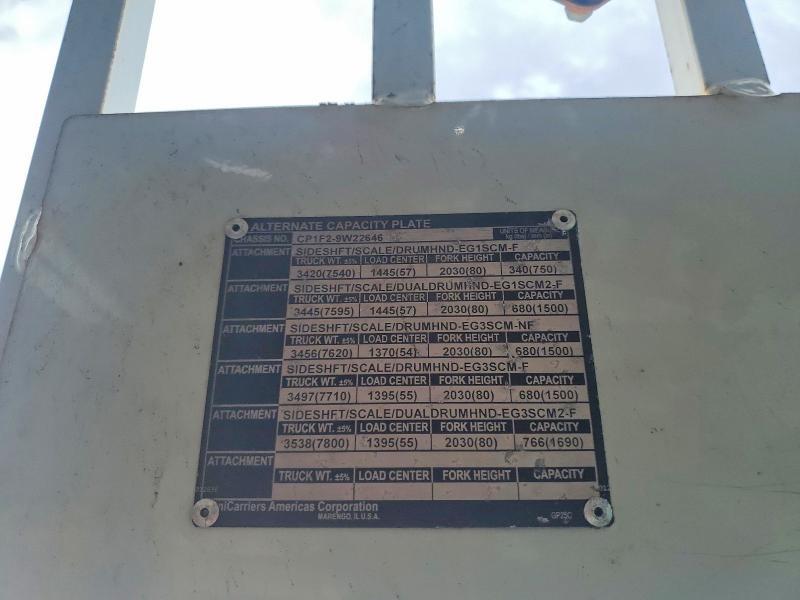 ALTERNATE CAPACITY PLATE
CHASSIS NO. CP1F2-9W22646 UNITS OF MEASURE
ATTACHMENT SIDESHFT/SCALE/DRUMHND-EG1SCM-F
TRUCK WT. ±5% LOAD CENTER FORK HEIGHT CAPACITY
3420(7540) 1445(57) 2030(80) 340(750)
ATTACHMENT SIDESHFT/SCALE/DUALDRUMHND-EG1SCM2-F
TRUCK WT. ±5% LOAD CENTER FORK HEIGHT CAPACITY
3445(7595) 1445(57) 2030(80) 680(1500)
ATTACHMENT SIDESHFT/SCALE/DRUMHND-EG3SCM-NF
TRUCK WT. ±5% LOAD CENTER FORK HEIGHT CAPACITY
3456(7620) 1370(54) 2030(80) 680(1500)
ATTACHMENT SIDESHFT/SCALE/DRUMHND-EG3SCM-F
TRUCK WT. ±5% LOAD CENTER FORK HEIGHT CAPACITY
3497(7710) 1395(55) 2030(80) 680(1500)
ATTACHMENT SIDESHFT/SCALE/DUALDRUMHND-EG3SCM2-F
TRUCK WT. ±5% LOAD CENTER FORK HEIGHT CAPACITY
3538(7800) 1395(55) 2030(80) 766(1690)
ATTACHMENT
TRUCK WT. ±5% LOAD CENTER FORK HEIGHT CAPACITY
niCarriers Americas Corporation
MARENGO, IL U.S.A. GP25C